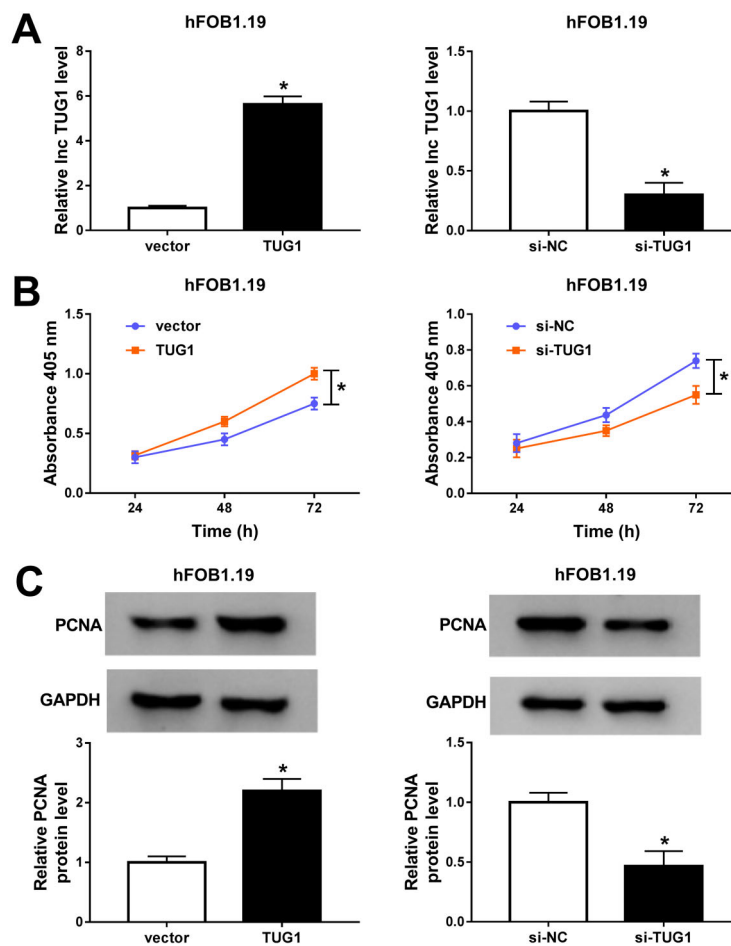 A
hFOB1.19
Relative lnc TUG1 level
8
6
4
2
0
*
vector
TUG1
hFOB1.19
Relative lnc TUG1 level
1.5
1.0
0.5
0.0
*
si-NC
si-TUG1
B
hFOB1.19
Absorbance 405 nm
1.5
1.0
0.5
0.0
vector
TUG1
*
24
48
72
Time (h)
hFOB1.19
Absorbance 405 nm
1.0
0.8
0.6
0.4
0.2
0.0
si-NC
si-TUG1
*
24
48
72
Time (h)
C
hFOB1.19
PCNA
GAPDH
Relative PCNA
protein level
3
2
1
0
*
vector
TUG1
hFOB1.19
PCNA
GAPDH
Relative PCNA
protein level
1.5
1.0
0.5
0.0
*
si-NC
si-TUG1